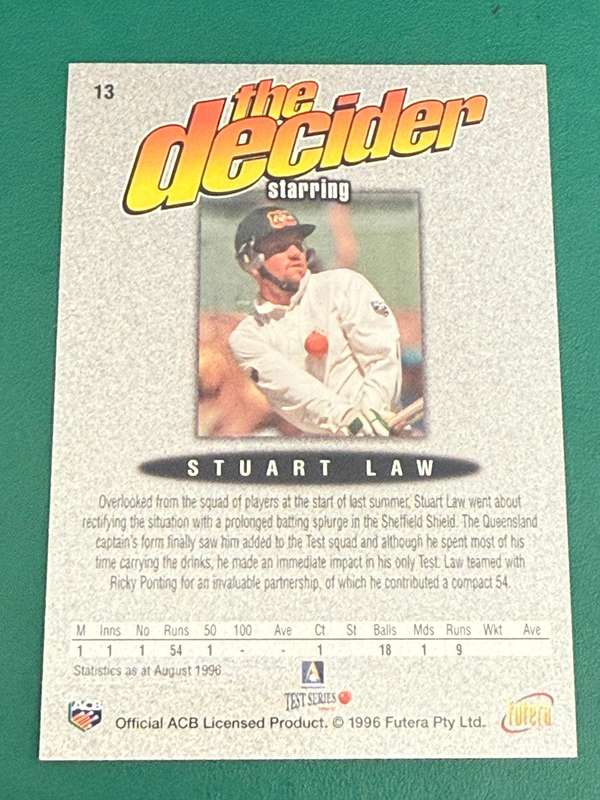 13
the
decider
starring
STUART LAW
Overlooked from the squad of players at the start of last summer, Stuart Law went about
rectifying the situation with a prolonged batting splurge in the Sheffield Shield. The Queensland
captain's form finally saw him added to the Test squad and although he spent most of his
time carrying the drinks, he made an immediate impact in his only Test. Law teamed with
Ricky Ponting for an invaluable partnership, of which he contributed a compact 54.
M Inns No Runs 50 100 Ave Ct St Balls Mds Runs Wkt Ave
1 1 1 54 1 - - 1 18 1 9
Statistics as at August 1996
TEST SERIES
ACB
Official ACB Licensed Product. © 1996 Futera Pty Ltd.
futera